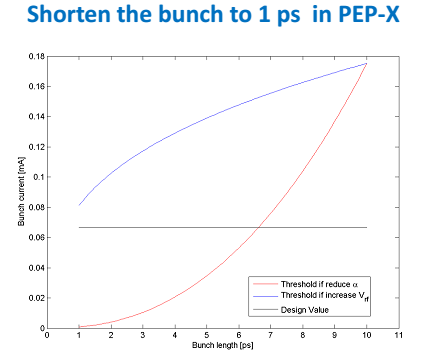 Shorten the bunch to 1 ps in PEP-X
0.18
0.16
0.14
0.12
0.1
0.08
0.06
0.04
0.02
0
Bunch current [mA]
0 1 2 3 4 5 6 7 8 9 10 11
Bunch length [ps]
Threshold if reduce α
Threshold if increase V_rf
Design Value